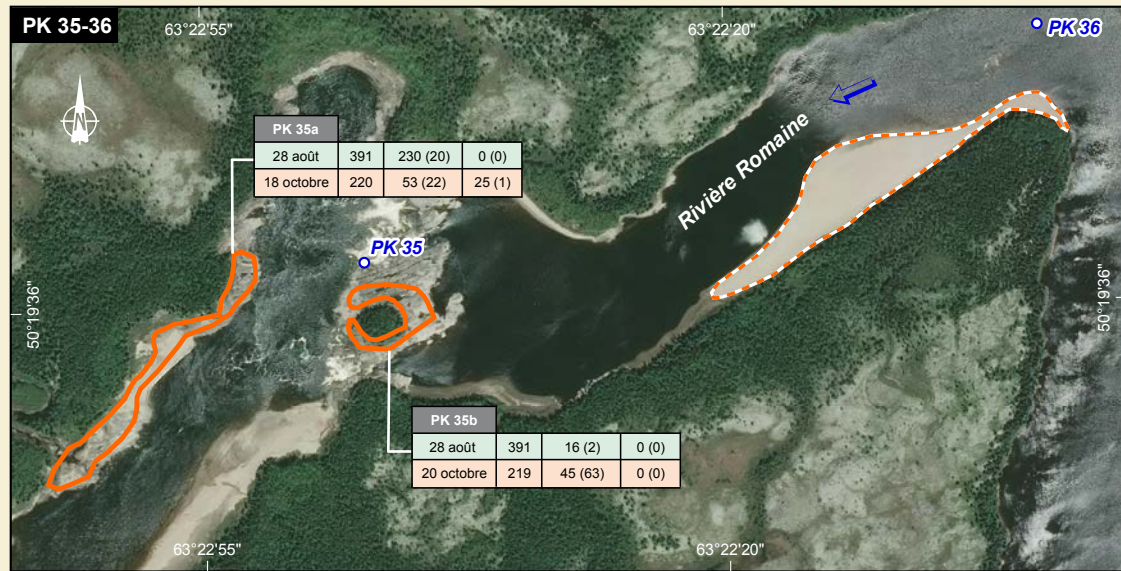 PK 35-36
63°22'55"
63°22'20"
PK 36
N
PK 35a
28 août 391 230 (20) 0 (0)
18 octobre 220 53 (22) 25 (1)
Rivière Romaine
PK 35
50°19'36"
50°19'36"
PK 35b
28 août 391 16 (2) 0 (0)
20 octobre 219 45 (63) 0 (0)
63°22'55"
63°22'20"